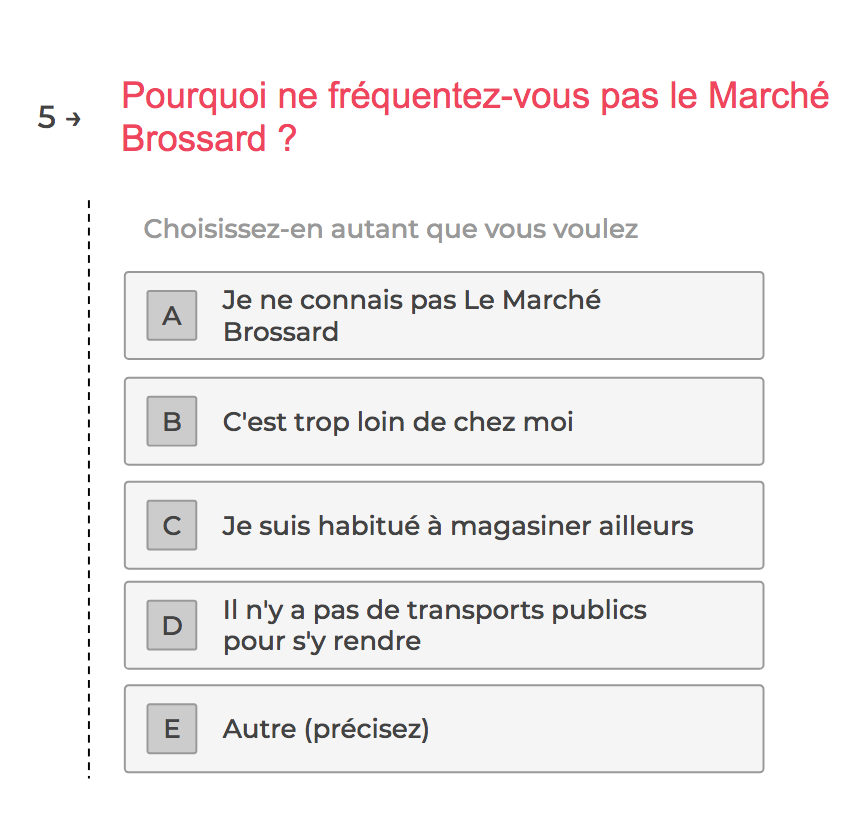 5 → Pourquoi ne fréquentez-vous pas le Marché
Brossard ?
Choisissez-en autant que vous voulez
A Je ne connais pas Le Marché
Brossard
B C'est trop loin de chez moi
C Je suis habitué à magasiner ailleurs
D Il n'y a pas de transports publics
pour s'y rendre
E Autre (précisez)